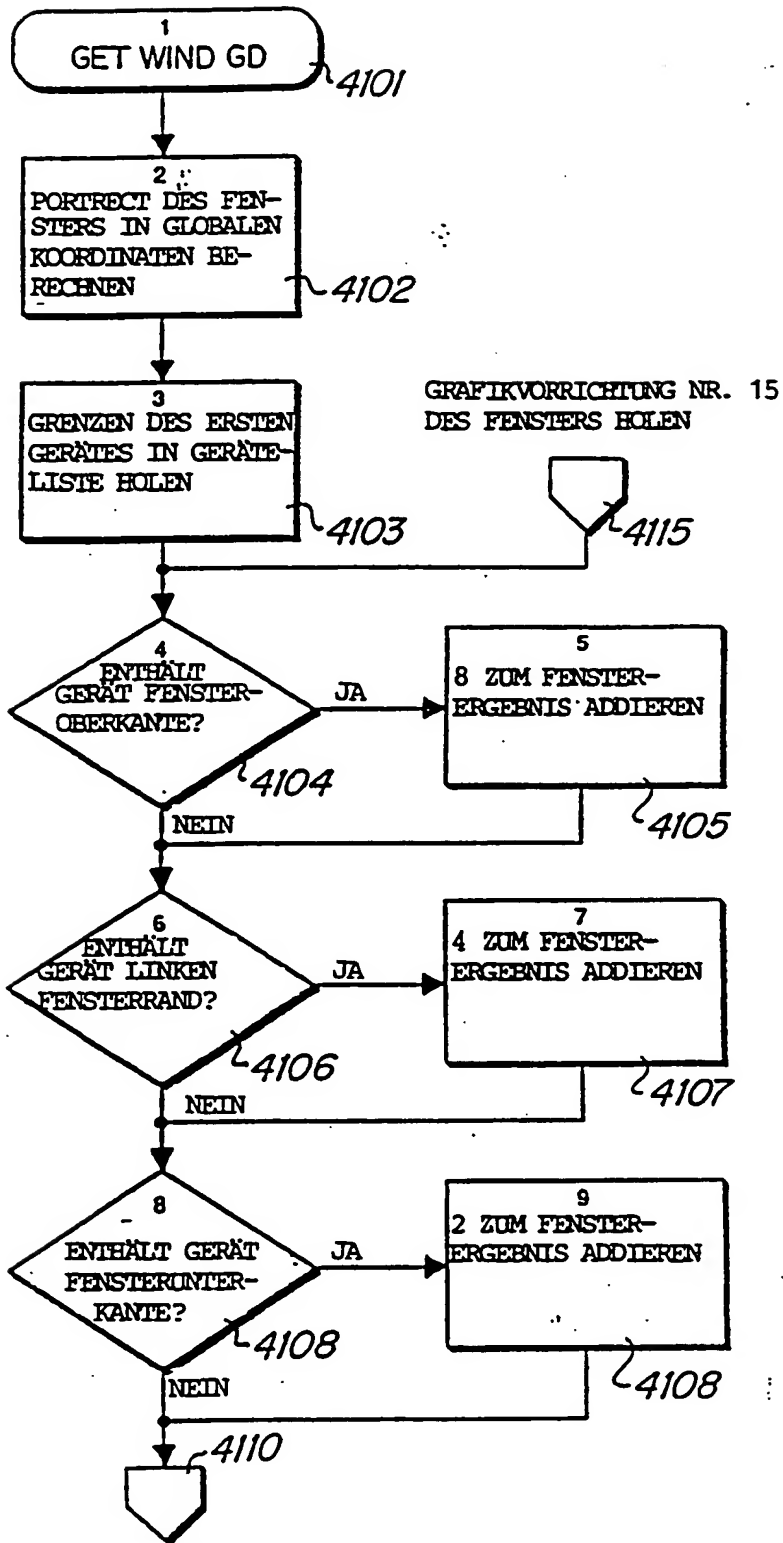 1
GET WIND GD
4101
2
PORTRECT DES FEN-
STERS IN GLOBALEN
KOORDINATEN BE-
RECHNEN
4102
3
GRENZEN DES ERSTEN
GERÄTES IN GERÄTE-
LISTE HOLEN
4103
GRAFIKVORRICHTUNG NR. 15
DES FENSTERS HOLEN
4115
4
ENTHÄLT
GERÄT FENSTER-
OBERKANTE?
4104
JA
5
8 ZUM FENSTER-
ERGEBNIS ADDIEREN
4105
NEIN
6
ENTHÄLT
GERÄT LINKEN
FENSTERRAND?
4106
JA
7
4 ZUM FENSTER-
ERGEBNIS ADDIEREN
4107
NEIN
8
ENTHÄLT GERÄT
FENSTERUNTER-
KANTE?
4108
JA
9
2 ZUM FENSTER-
ERGEBNIS ADDIEREN
4108
NEIN
4110